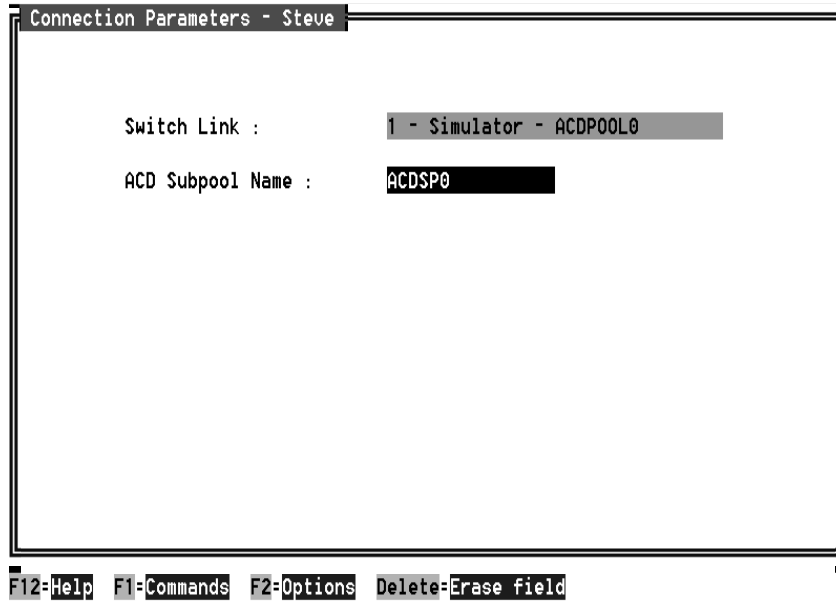 Connection Parameters - Steve
Switch Link : 1 - Simulator - ACDPOOL0
ACD Subpool Name : ACDSP0
F12=Help F1=Commands F2=Options Delete=Erase field